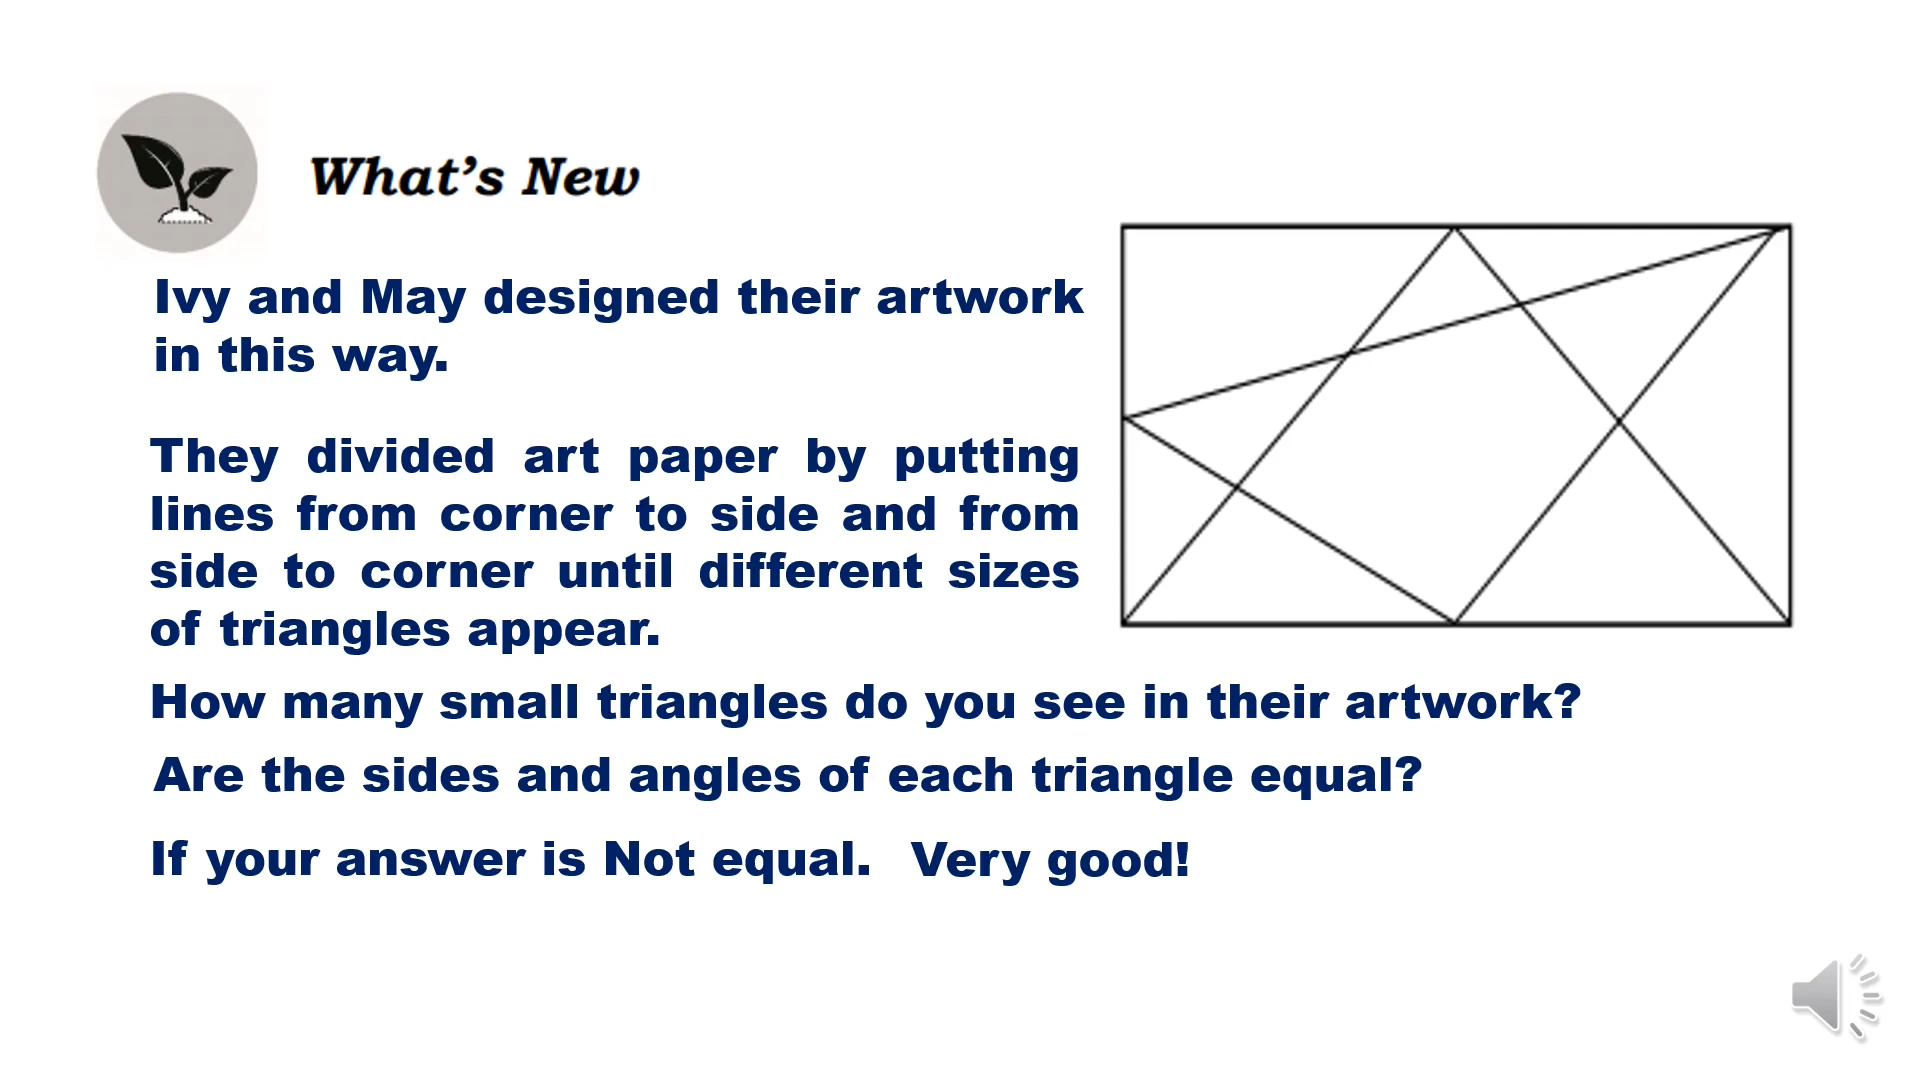 What's New
Ivy and May designed their artwork
in this way.
They divided art paper by putting
lines from corner to side and from
side to corner until different sizes
of triangles appear.
How many small triangles do you see in their artwork?
Are the sides and angles of each triangle equal?
If your answer is Not equal. Very good!